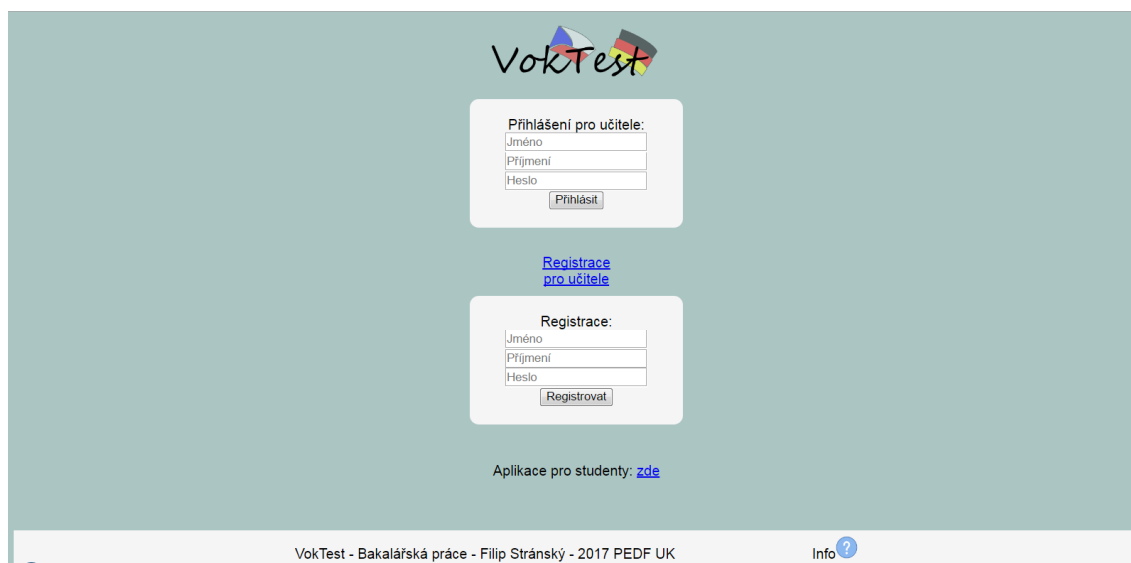 VokTest
Přihlášení pro učitele:
Jméno
Příjmení
Heslo
Přihlásit
Registrace
pro učitele
Registrace:
Jméno
Příjmení
Heslo
Registrovat
Aplikace pro studenty: zde
VokTest - Bakalářská práce - Filip Stránský - 2017 PEDF UK
Info ?